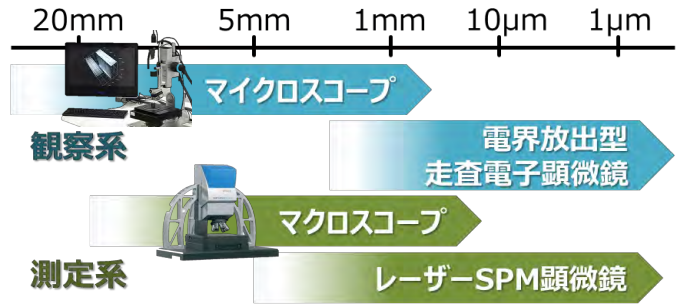 20mm 5mm 1mm 10μm 1μm
マイクロスコープ
観察系
電界放出型
走査電子顕微鏡
マクロスコープ
測定系
レーザーSPM顕微鏡